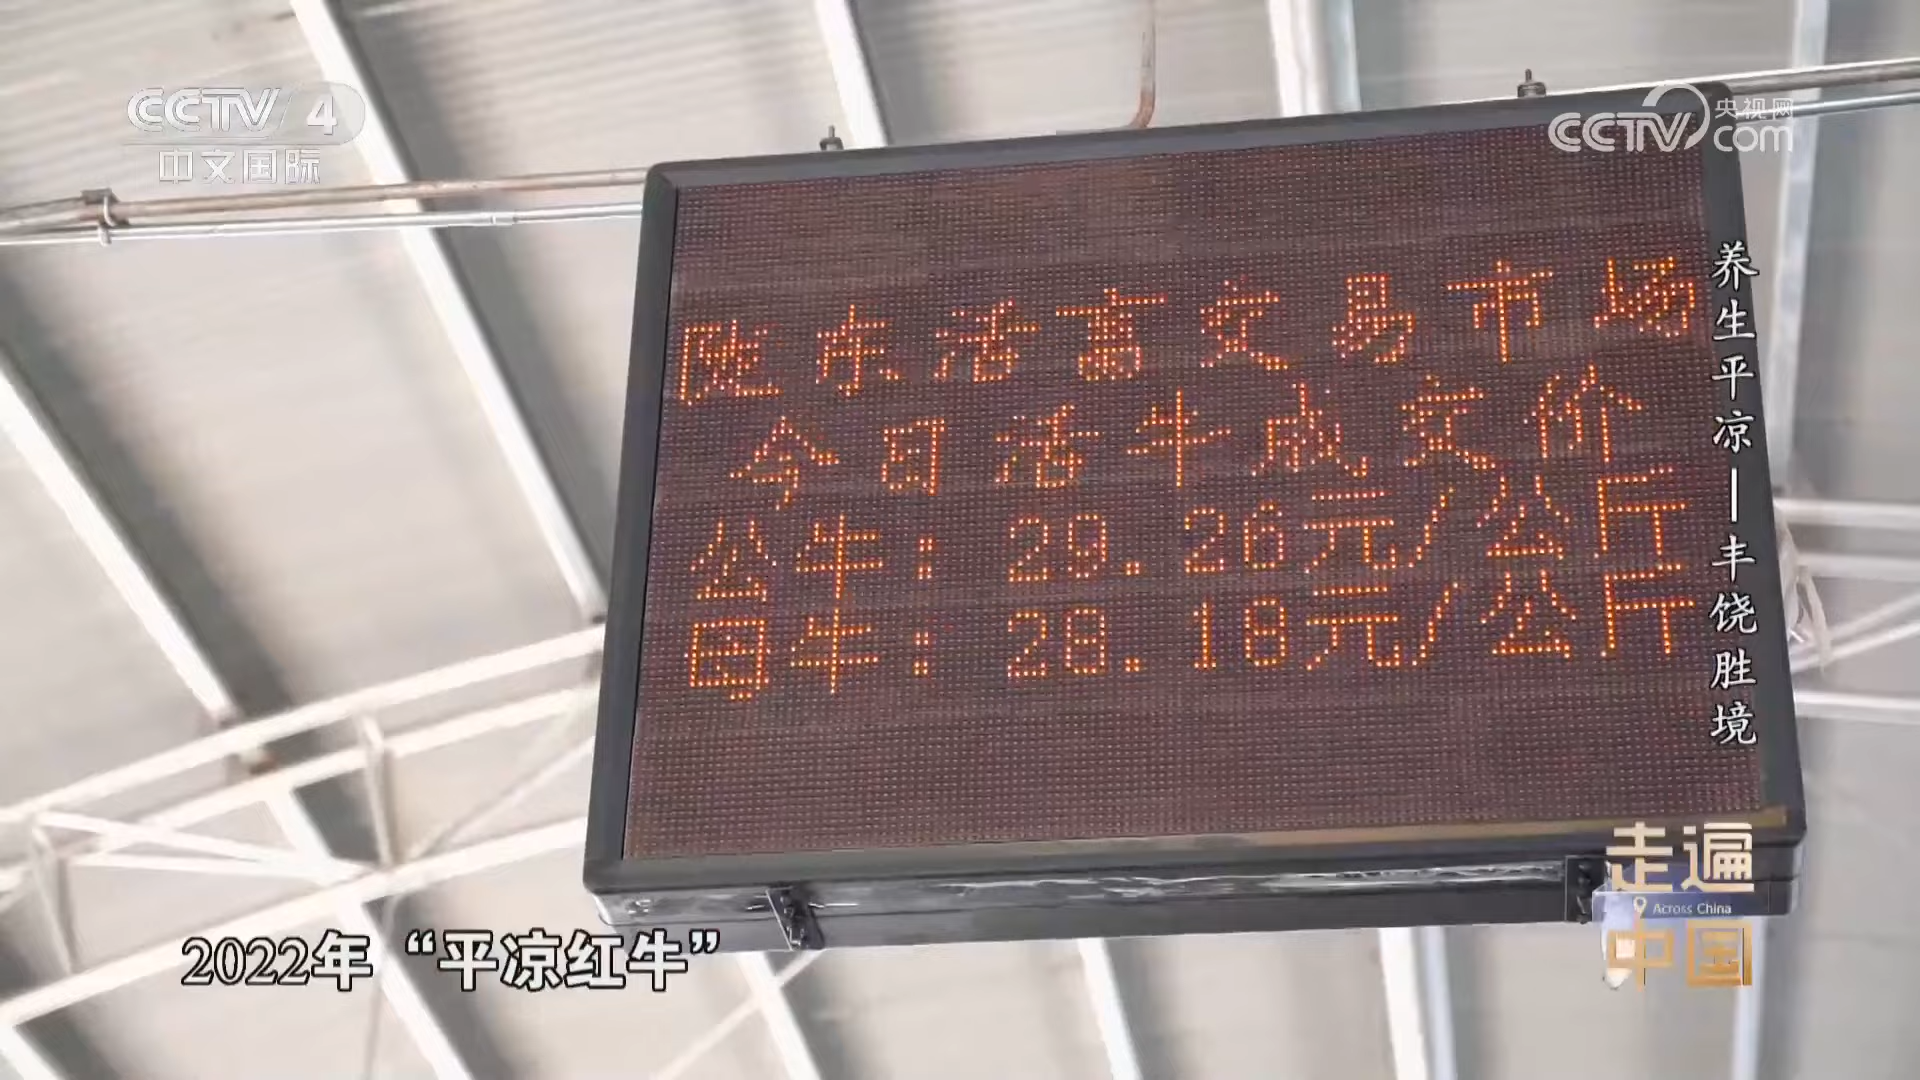 CCTV 4
中文国际
CCTV 央视网
com
陇东活畜交易市场
今日活牛成交价
公牛：29.26元/公斤
母牛：28.18元/公斤
养生平凉—丰饶胜境
走遍
Across China
中国
2022年“平凉红牛”